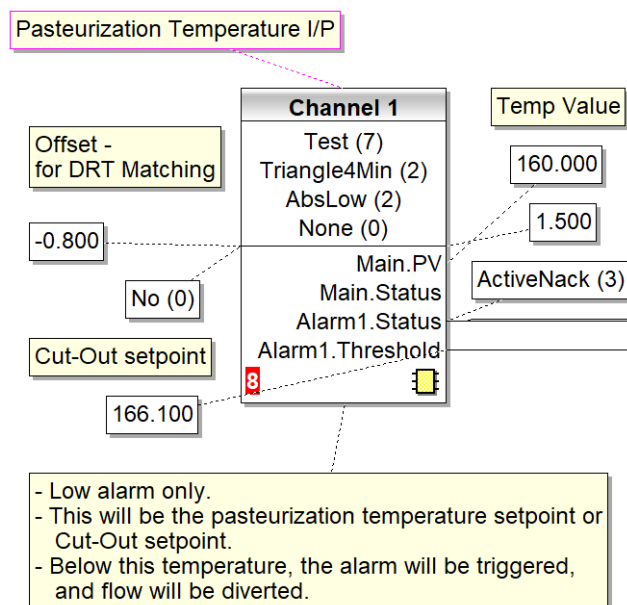 Pasteurization Temperature I/P
Channel 1
Test (7)
Triangle4Min (2)
AbsLow (2)
None (0)
Main.PV
Main.Status
Alarm1.Status
Alarm1.Threshold
8
Temp Value
160.000
1.500
ActiveNack (3)
Offset -
for DRT Matching
-0.800
No (0)
Cut-Out setpoint
166.100
- Low alarm only.
- This will be the pasteurization temperature setpoint or
Cut-Out setpoint.
- Below this temperature, the alarm will be triggered,
and flow will be diverted.